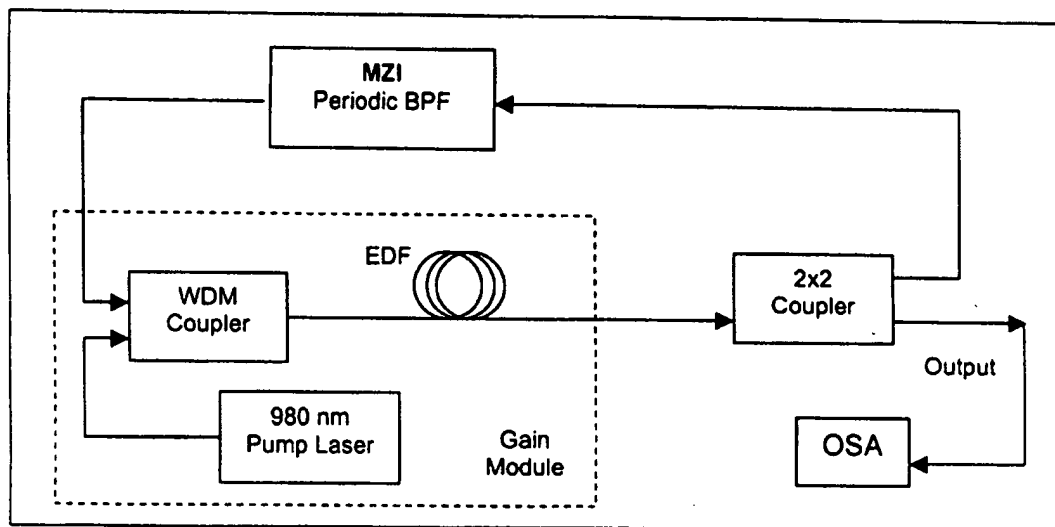 MZI
Periodic BPF
EDF
WDM
Coupler
2x2
Coupler
Output
980 nm
Pump Laser
Gain
Module
OSA